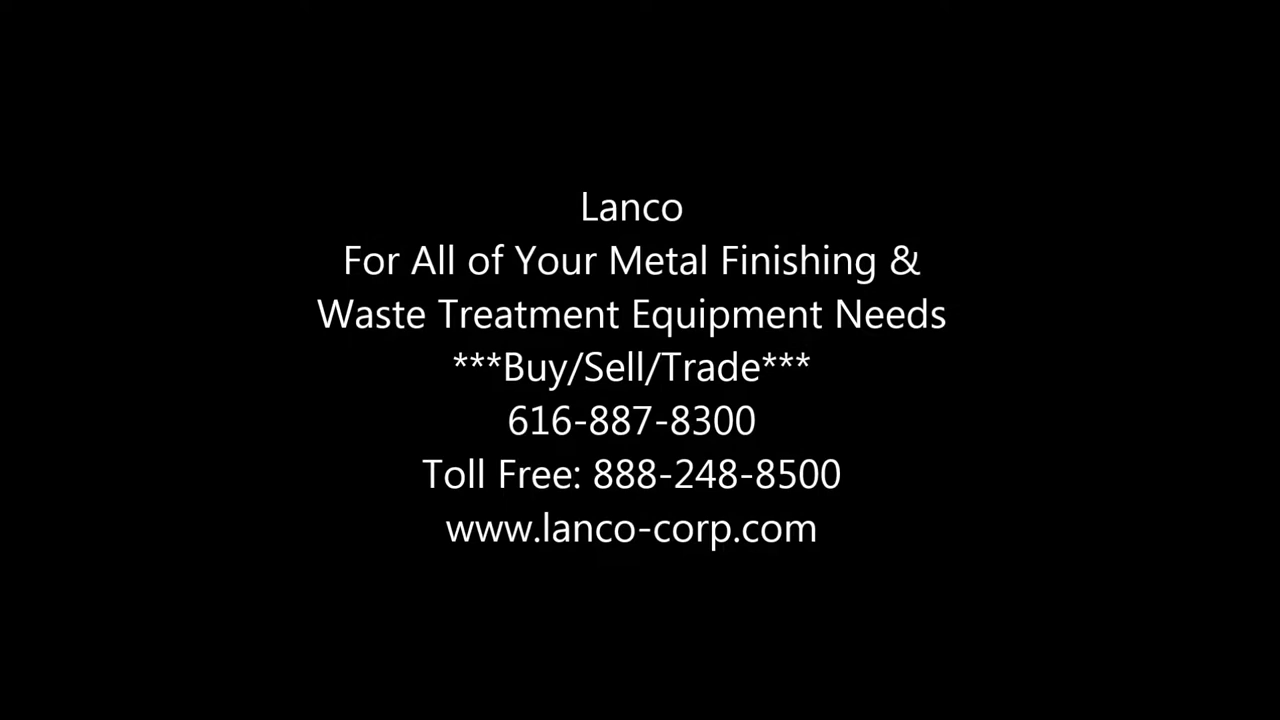 Lanco
For All of Your Metal Finishing &
Waste Treatment Equipment Needs
***Buy/Sell/Trade***
616-887-8300
Toll Free: 888-248-8500
www.lanco-corp.com